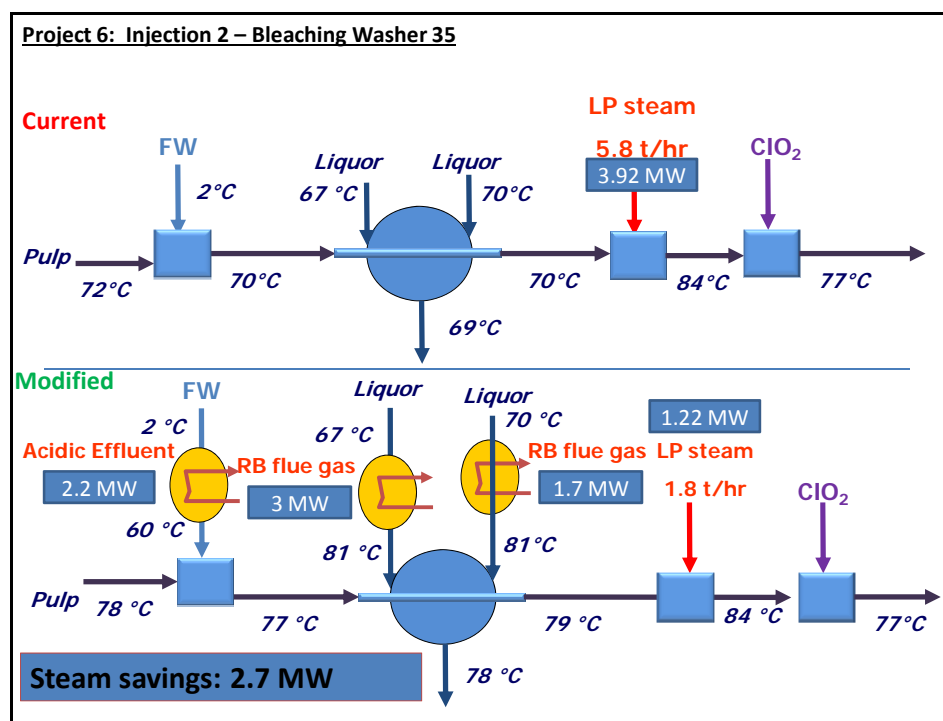 Project 6: Injection 2 – Bleaching Washer 35
Current
LP steam
5.8 t/hr
3.92 MW
FW
Liquor
Liquor
ClO₂
2°C
67 °C
70°C
Pulp
72°C
70°C
70°C
84°C
77°C
69°C
Modified
FW
Liquor
Liquor
2 °C
67 °C
70 °C
1.22 MW
Acidic Effluent
RB flue gas
RB flue gas
LP steam
2.2 MW
3 MW
1.7 MW
1.8 t/hr
ClO₂
60 °C
81 °C
81°C
Pulp
78 °C
77 °C
79 °C
84 °C
77°C
78 °C
Steam savings: 2.7 MW